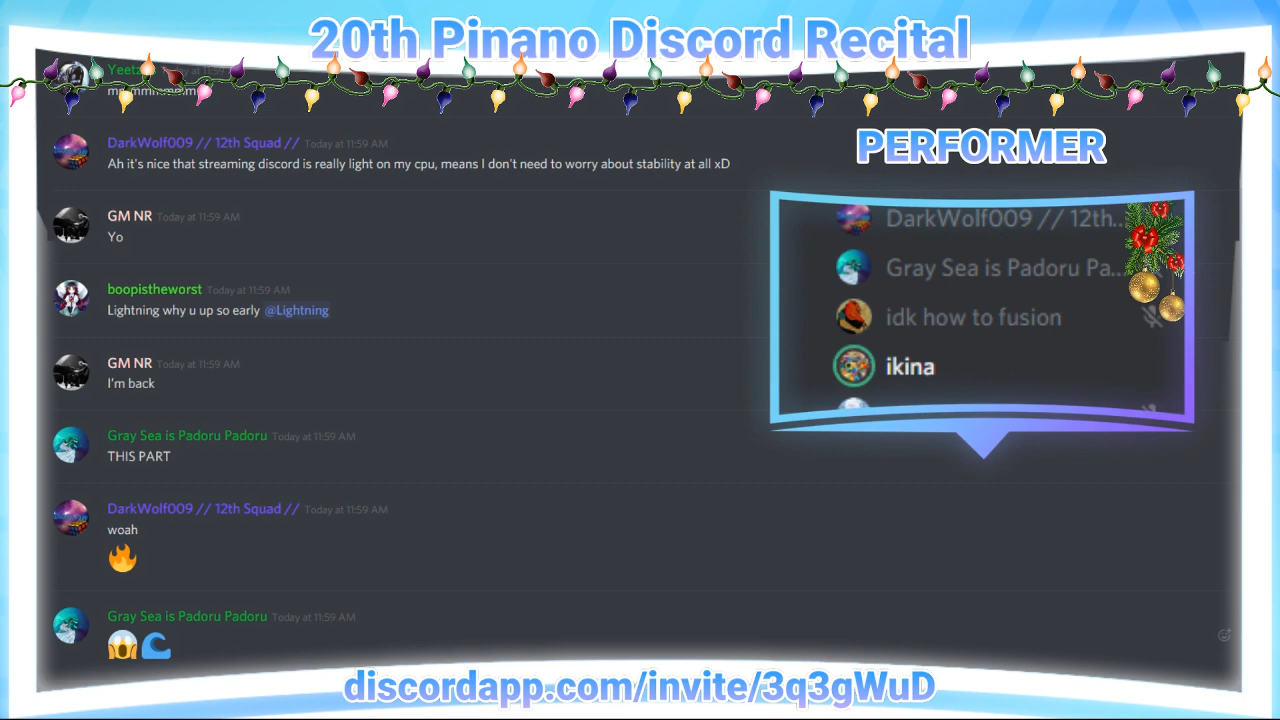 20th Pinano Discord Recital
DarkWolf009 // 12th Squad // Today at 11:59 AM
Ah it's nice that streaming discord is really light on my cpu, means I don't need to worry about stability at all xD
GM NR Today at 11:59 AM
Yo
boopistheworst Today at 11:59 AM
Lightning why u up so early @Lightning
GM NR Today at 11:59 AM
I'm back
Gray Sea is Padoru Padoru Today at 11:59 AM
THIS PART
DarkWolf009 // 12th Squad // Today at 11:59 AM
woah
Gray Sea is Padoru Padoru Today at 11:59 AM
PERFORMER
DarkWolf009 // 12th...
Gray Sea is Padoru Pa...
idk how to fusion
ikina
discordapp.com/invite/3q3gWuD